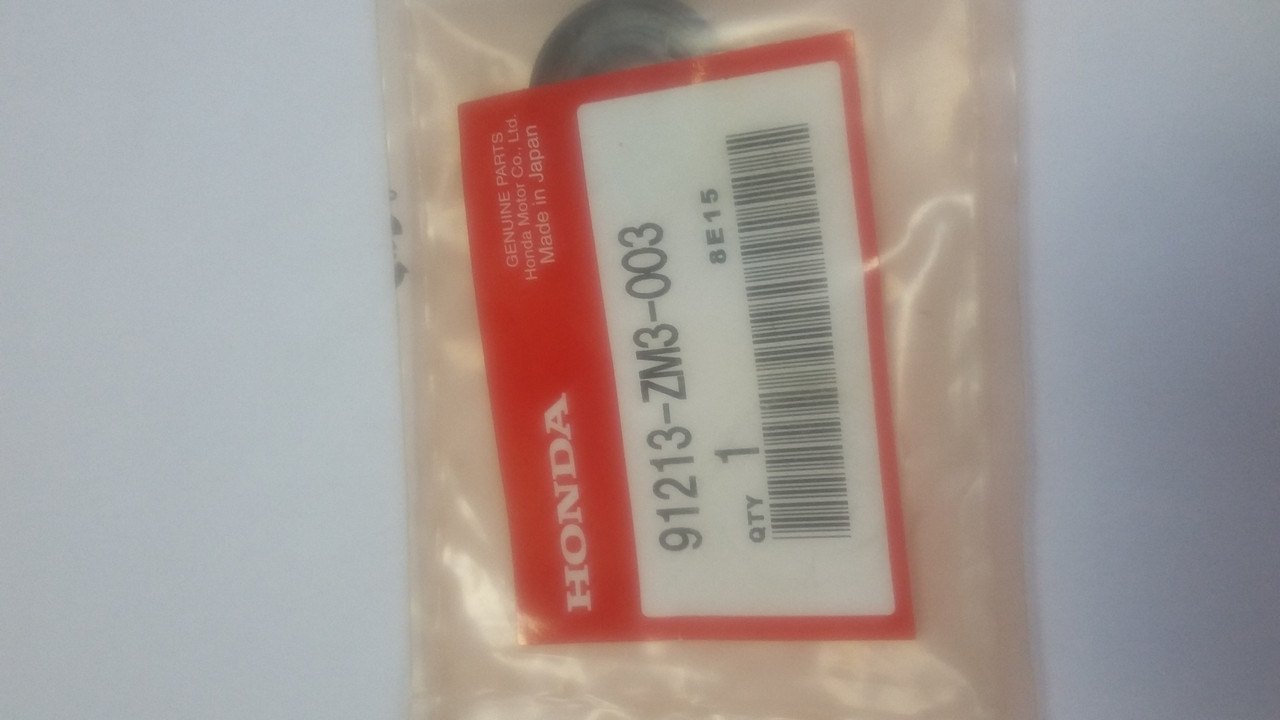 HONDA
GENUINE PARTS
Honda Motor Co., Ltd.
Made in Japan
91213-ZM3-003
QTY 1
8E15